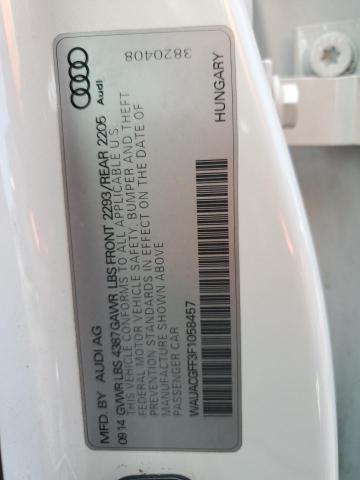 MFD. BY AUDI AG
09 14 GVWR LBS 4387 GAWR LBS FRONT 2293/REAR 2205
THIS VEHICLE CONFORMS TO ALL APPLICABLE U.S.
FEDERAL MOTOR VEHICLE SAFETY, BUMPER AND THEFT
PREVENTION STANDARDS IN EFFECT ON THE DATE OF
MANUFACTURE SHOWN ABOVE
PASSENGER CAR
WAUACGFF3F1058457
Audi
3820408
HUNGARY